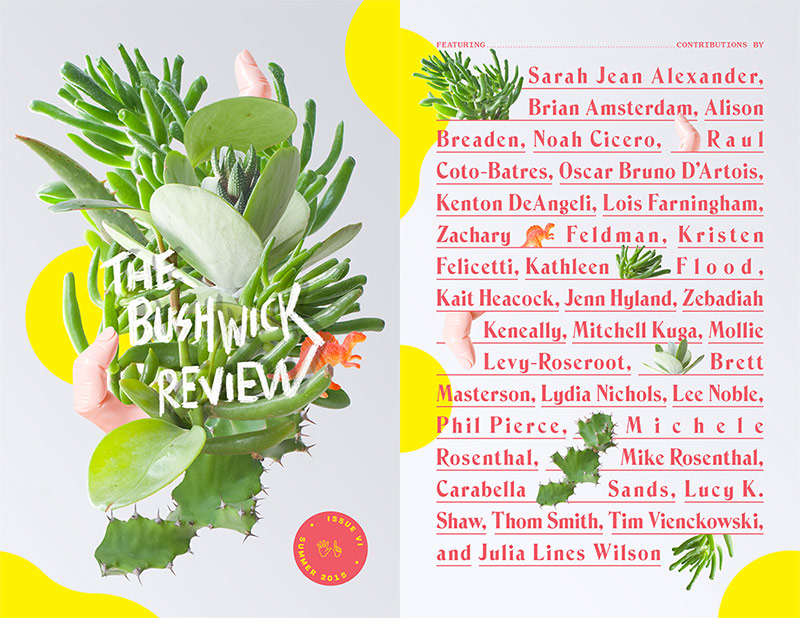 THE
BUSHWICK
REVIEW
ISSUE VI
SUMMER 2015
FEATURING CONTRIBUTIONS BY
Sarah Jean Alexander,
Brian Amsterdam, Alison
Breaden, Noah Cicero, Raul
Coto-Batres, Oscar Bruno D'Artois,
Kenton DeAngeli, Lois Farningham,
Zachary Feldman, Kristen
Felicetti, Kathleen Flood,
Kait Heacock, Jenn Hyland, Zebadiah
Keneally, Mitchell Kuga, Mollie
Levy-Roseroot, Brett
Masterson, Lydia Nichols, Lee Noble,
Phil Pierce, Michele
Rosenthal, Mike Rosenthal,
Carabella Sands, Lucy K.
Shaw, Thom Smith, Tim Vienckowski,
and Julia Lines Wilson